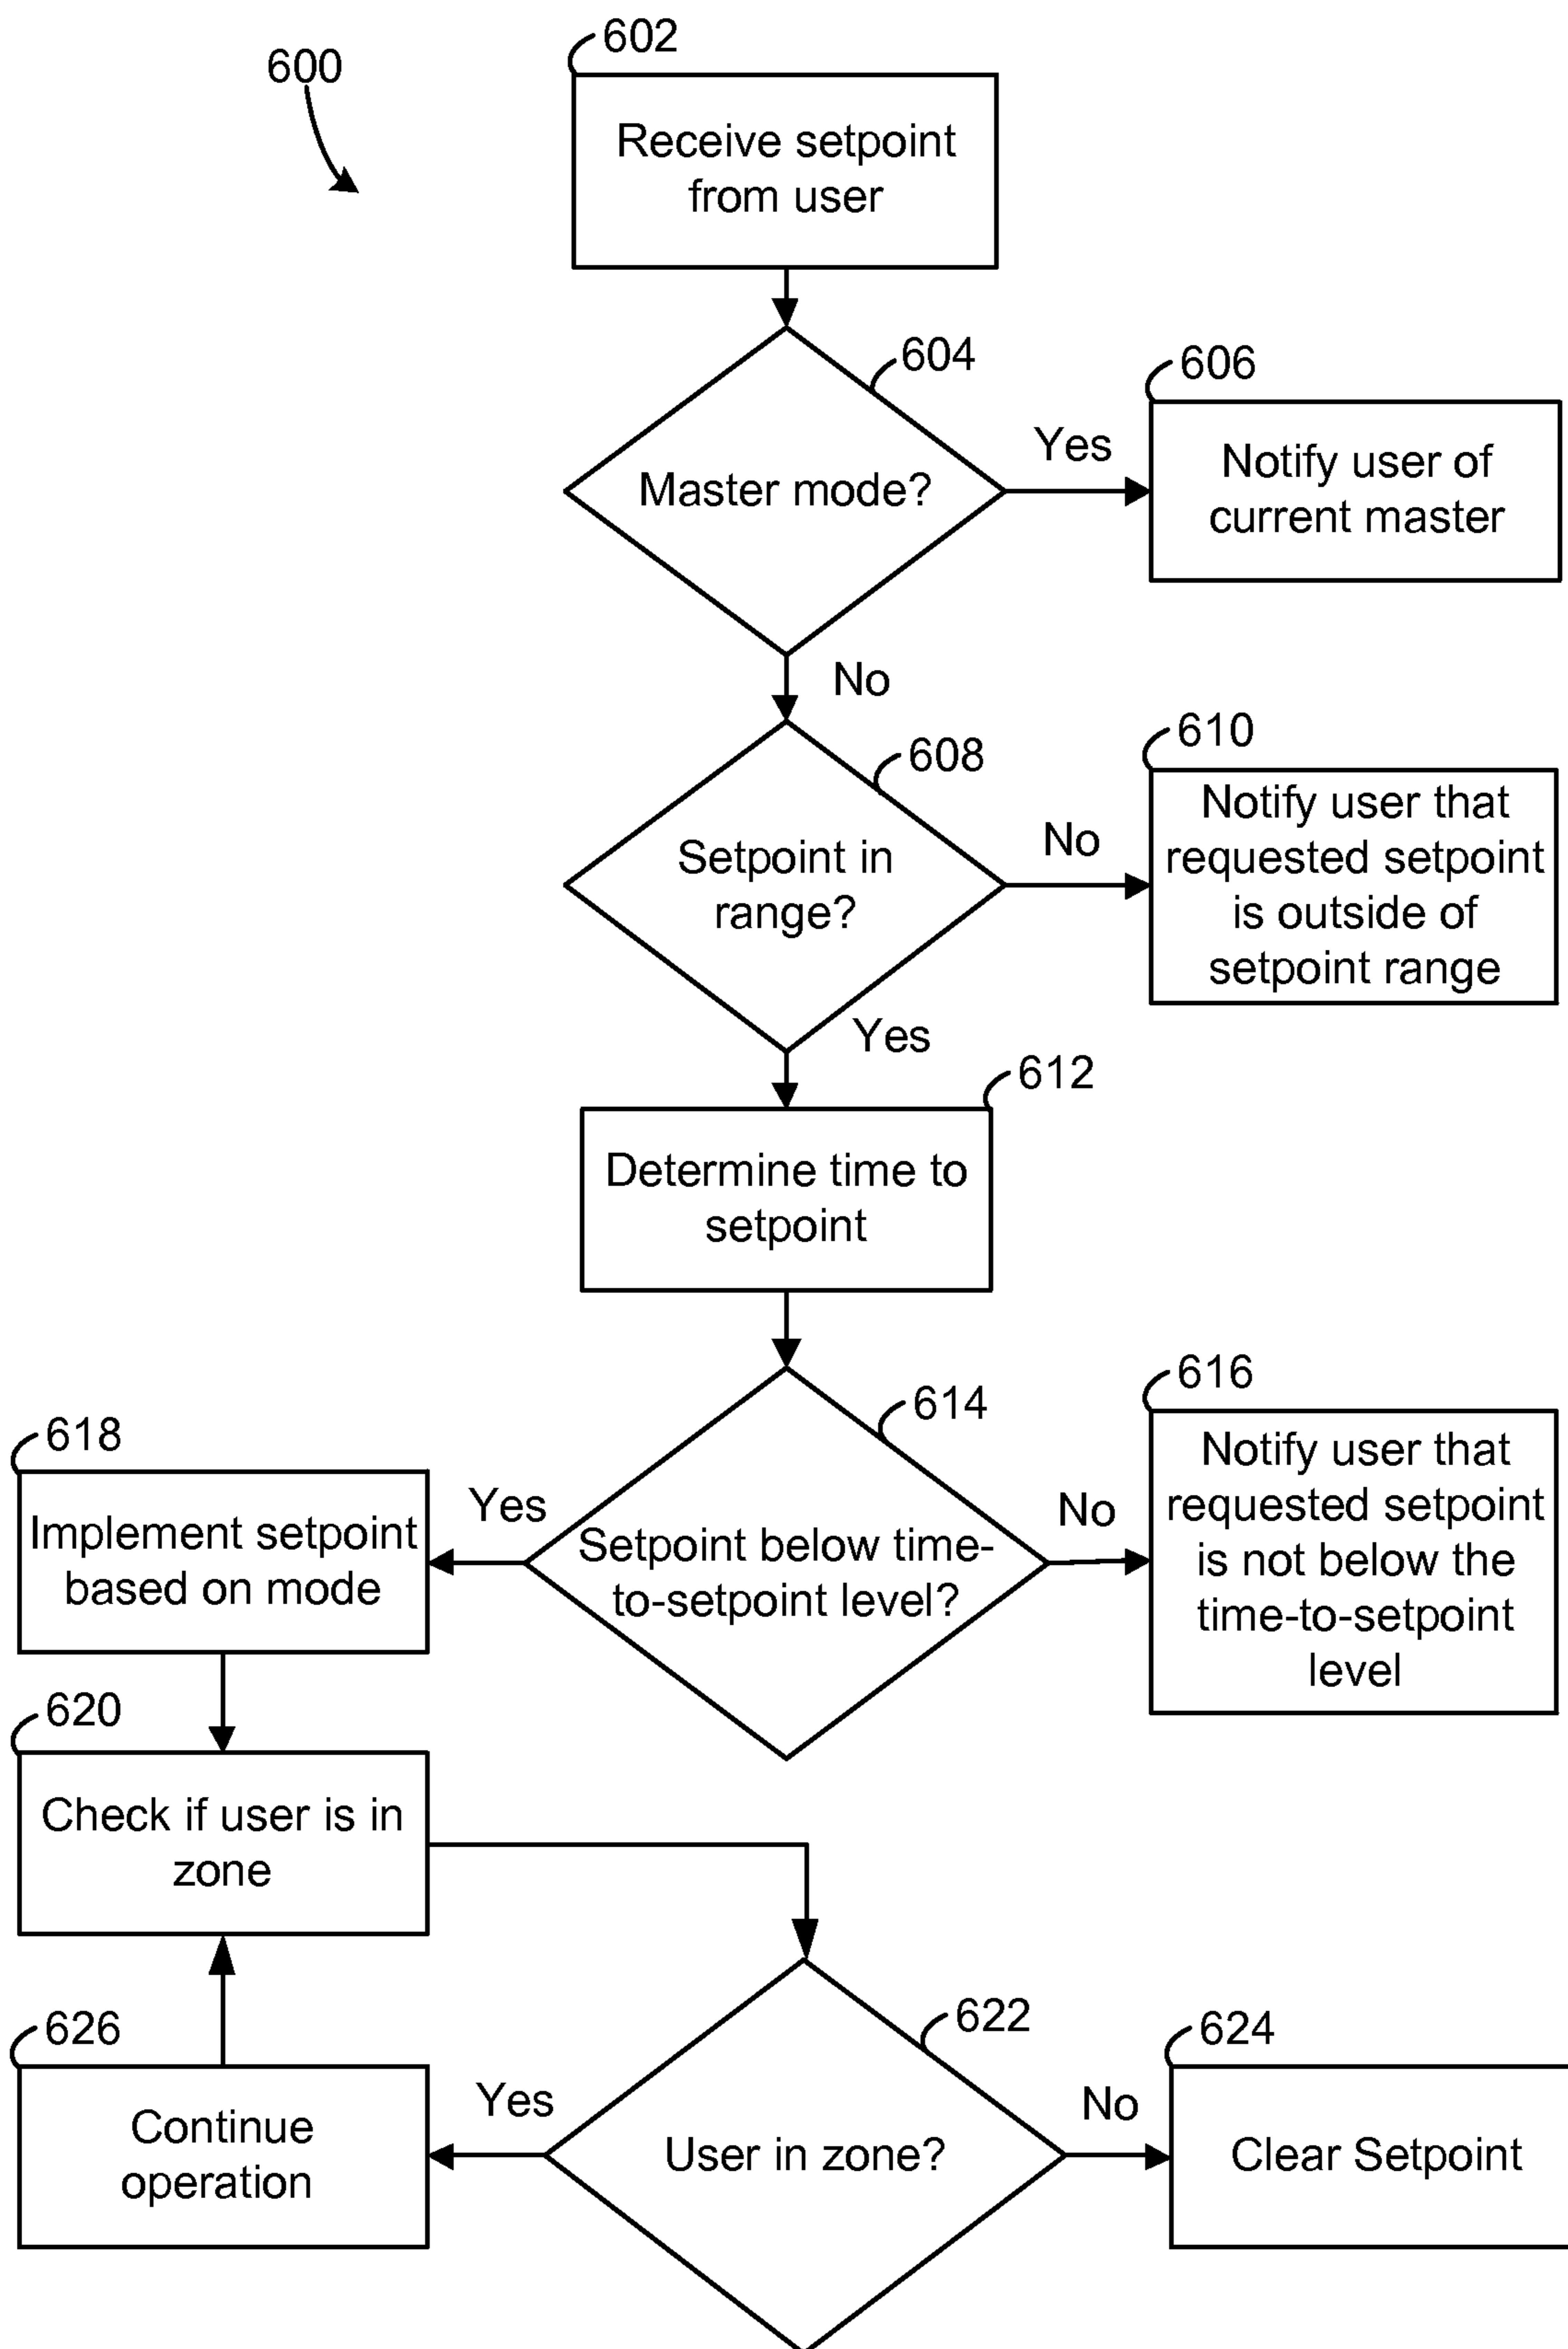 600
602
Receive setpoint
from user
604
Master mode?
Yes
606
Notify user of
current master
No
608
Setpoint in
range?
No
610
Notify user that
requested setpoint
is outside of
setpoint range
Yes
612
Determine time to
setpoint
614
Setpoint below time-
to-setpoint level?
No
616
Notify user that
requested setpoint
is not below the
time-to-setpoint
level
Yes
618
Implement setpoint
based on mode
620
Check if user is in
zone
622
User in zone?
No
624
Clear Setpoint
Yes
626
Continue
operation